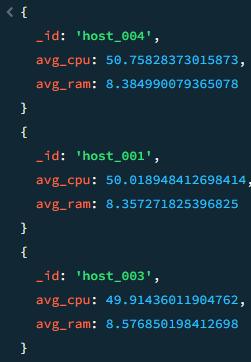 < {
_id: 'host_004',
avg_cpu: 50.75828373015873,
avg_ram: 8.384990079365078
}
{
_id: 'host_001',
avg_cpu: 50.018948412698414,
avg_ram: 8.357271825396825
}
{
_id: 'host_003',
avg_cpu: 49.91436011904762,
avg_ram: 8.576850198412698
}